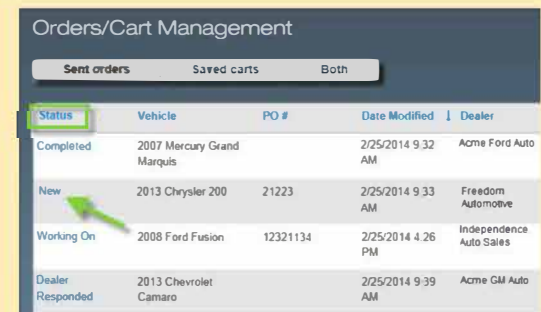 Orders/Cart Management
Sent orders Saved carts Both
Status Vehicle PO # Date Modified ↓ Dealer
Completed 2007 Mercury Grand 2/25/2014 9:32 Acme Ford Auto
Marquis AM
New 2013 Chrysler 200 21223 2/25/2014 9:33 Freedom
AM Automotive
Working On 2008 Ford Fusion 12321134 2/25/2014 4:26 Independence
PM Auto Sales
Dealer 2013 Chevrolet 2/25/2014 9:39 Acme GM Auto
Responded Camaro AM